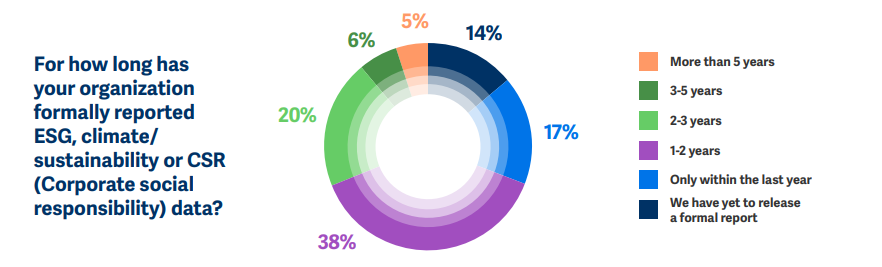 For how long has
your organization
formally reported
ESG, climate/
sustainability or CSR
(Corporate social
responsibility) data?
5%
14%
6%
20%
17%
38%
More than 5 years
3-5 years
2-3 years
1-2 years
Only within the last year
We have yet to release
a formal report